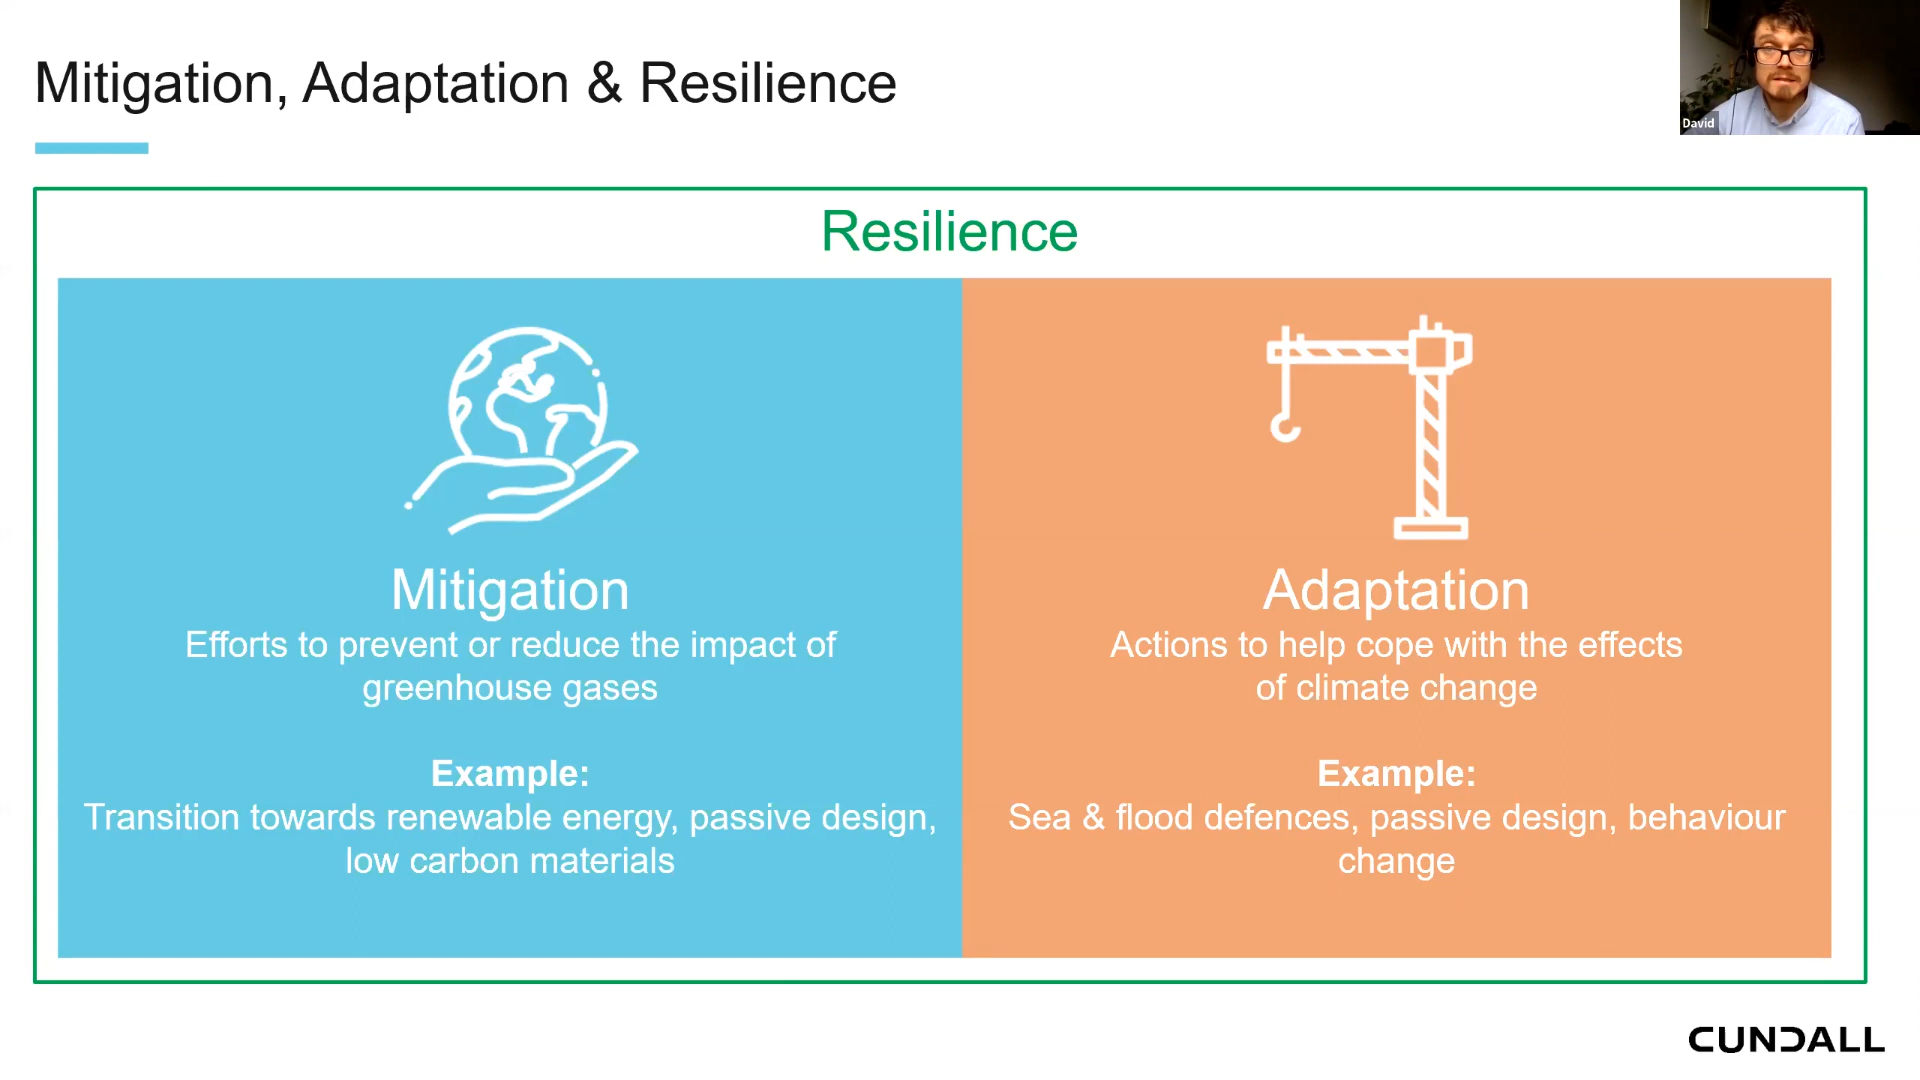 Mitigation, Adaptation & Resilience
David
Resilience
Mitigation
Efforts to prevent or reduce the impact of
greenhouse gases
Example:
Transition towards renewable energy, passive design,
low carbon materials
Adaptation
Actions to help cope with the effects
of climate change
Example:
Sea & flood defences, passive design, behaviour
change
CUNDALL